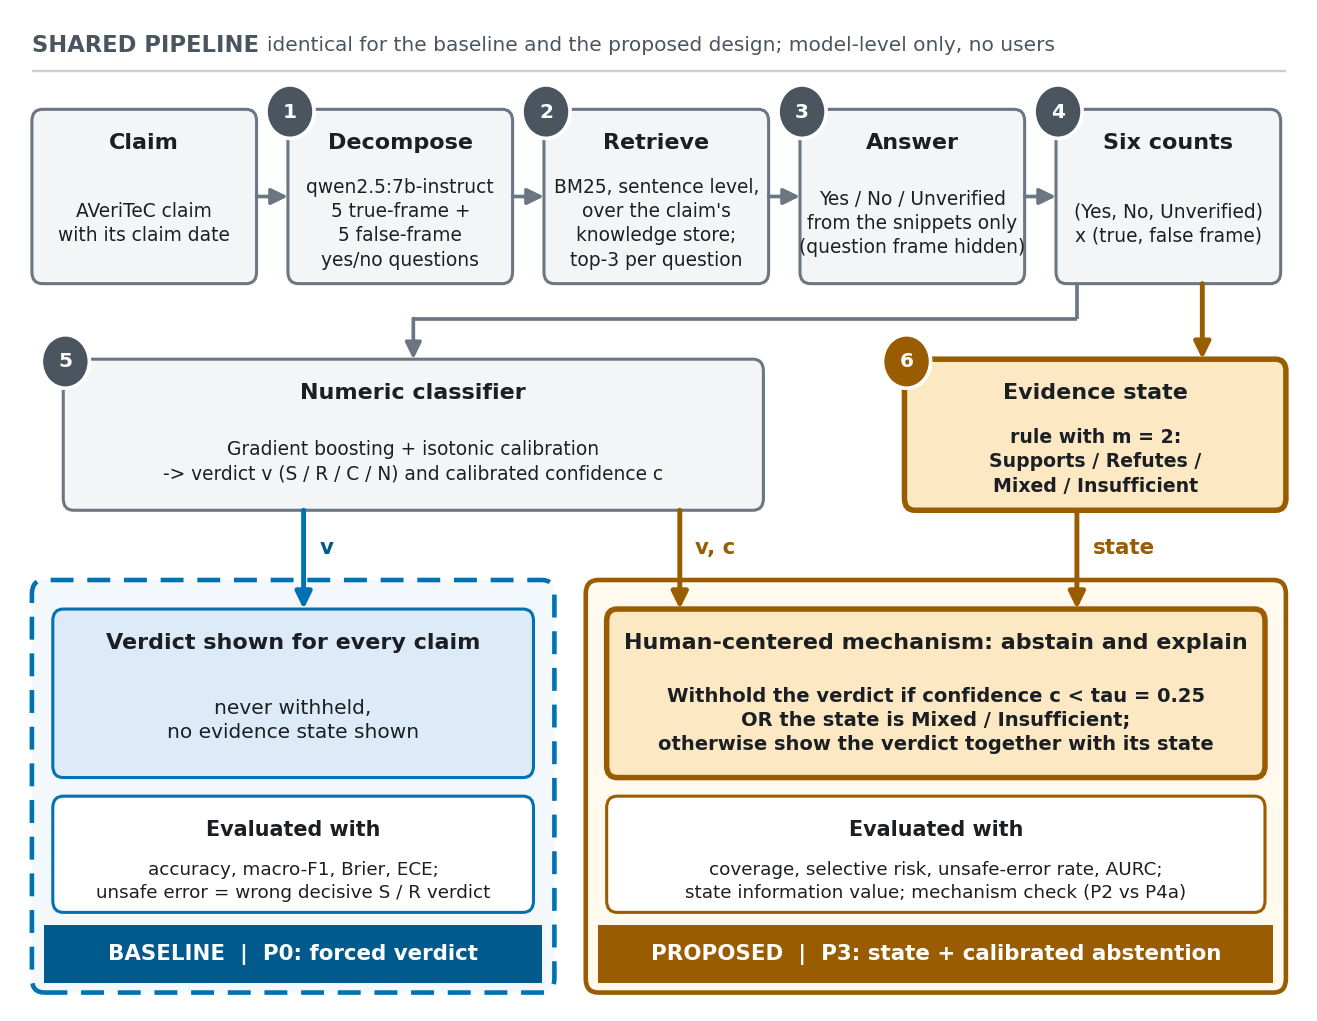 SHARED PIPELINE identical for the baseline and the proposed design; model-level only, no users
Claim
AVeriTeC claim
with its claim date
1
Decompose
qwen2.5:7b-instruct
5 true-frame +
5 false-frame
yes/no questions
2
Retrieve
BM25, sentence level,
over the claim's
knowledge store;
top-3 per question
3
Answer
Yes / No / Unverified
from the snippets only
(question frame hidden)
4
Six counts
(Yes, No, Unverified)
x (true, false frame)
5
Numeric classifier
Gradient boosting + isotonic calibration
-> verdict v (S / R / C / N) and calibrated confidence c
6
Evidence state
rule with m = 2:
Supports / Refutes /
Mixed / Insufficient
v
v, c
state
Verdict shown for every claim
never withheld,
no evidence state shown
Evaluated with
accuracy, macro-F1, Brier, ECE;
unsafe error = wrong decisive S / R verdict
BASELINE | P0: forced verdict
Human-centered mechanism: abstain and explain
Withhold the verdict if confidence c < tau = 0.25
OR the state is Mixed / Insufficient;
otherwise show the verdict together with its state
Evaluated with
coverage, selective risk, unsafe-error rate, AURC;
state information value; mechanism check (P2 vs P4a)
PROPOSED | P3: state + calibrated abstention